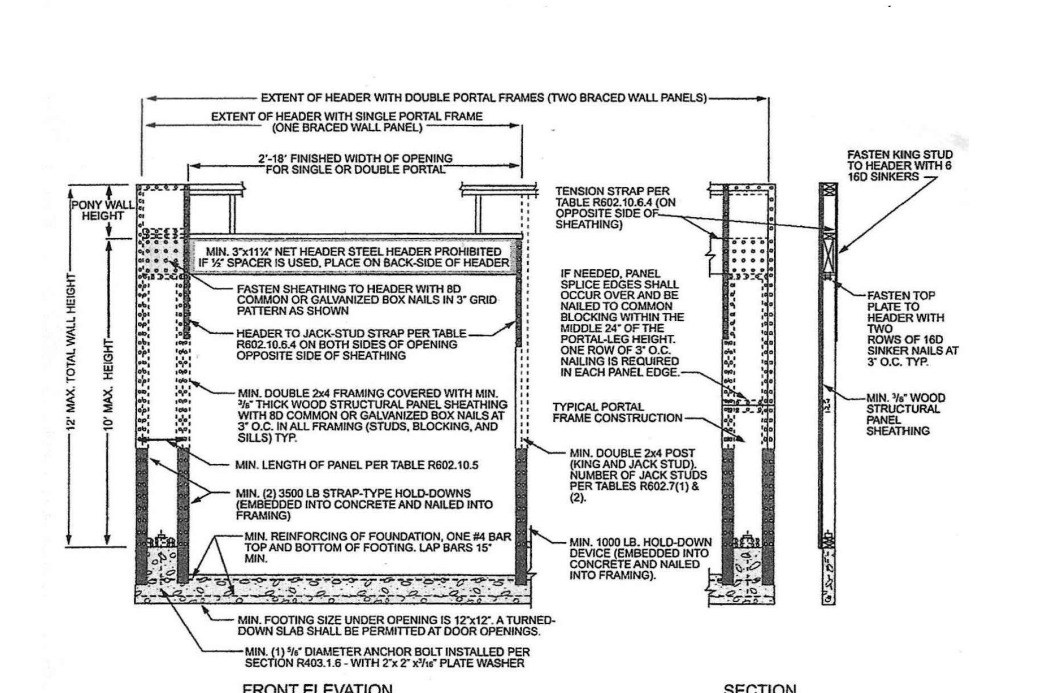 EXTENT OF HEADER WITH DOUBLE PORTAL FRAMES (TWO BRACED WALL PANELS)
EXTENT OF HEADER WITH SINGLE PORTAL FRAME
(ONE BRACED WALL PANEL)
2'-18' FINISHED WIDTH OF OPENING
FOR SINGLE OR DOUBLE PORTAL
PONY WALL
HEIGHT
12' MAX. TOTAL WALL HEIGHT
10' MAX. HEIGHT
MIN. 3"x11¼" NET HEADER STEEL HEADER PROHIBITED
IF ½" SPACER IS USED, PLACE ON BACK-SIDE OF HEADER
FASTEN SHEATHING TO HEADER WITH 8D
COMMON OR GALVANIZED BOX NAILS IN 3" GRID
PATTERN AS SHOWN
HEADER TO JACK-STUD STRAP PER TABLE
R602.10.6.4 ON BOTH SIDES OF OPENING
OPPOSITE SIDE OF SHEATHING
MIN. DOUBLE 2x4 FRAMING COVERED WITH MIN.
³/₈" THICK WOOD STRUCTURAL PANEL SHEATHING
WITH 8D COMMON OR GALVANIZED BOX NAILS AT
3" O.C. IN ALL FRAMING (STUDS, BLOCKING, AND
SILLS) TYP.
MIN. LENGTH OF PANEL PER TABLE R602.10.5
MIN. (2) 3500 LB STRAP-TYPE HOLD-DOWNS
(EMBEDDED INTO CONCRETE AND NAILED INTO
FRAMING)
MIN. REINFORCING OF FOUNDATION, ONE #4 BAR
TOP AND BOTTOM OF FOOTING. LAP BARS 15"
MIN.
MIN. FOOTING SIZE UNDER OPENING IS 12"x12". A TURNED-
DOWN SLAB SHALL BE PERMITTED AT DOOR OPENINGS.
MIN. (1) ⁵/₈" DIAMETER ANCHOR BOLT INSTALLED PER
SECTION R403.1.6 - WITH 2"x 2" x³/₁₆" PLATE WASHER
FRONT ELEVATION
TENSION STRAP PER
TABLE R602.10.6.4 (ON
OPPOSITE SIDE OF
SHEATHING)
IF NEEDED, PANEL
SPLICE EDGES SHALL
OCCUR OVER AND BE
NAILED TO COMMON
BLOCKING WITHIN THE
MIDDLE 24" OF THE
PORTAL-LEG HEIGHT.
ONE ROW OF 3" O.C.
NAILING IS REQUIRED
IN EACH PANEL EDGE.
TYPICAL PORTAL
FRAME CONSTRUCTION
MIN. DOUBLE 2x4 POST
(KING AND JACK STUD).
NUMBER OF JACK STUDS
PER TABLES R602.7(1) &
(2).
MIN. 1000 LB. HOLD-DOWN
DEVICE (EMBEDDED INTO
CONCRETE AND NAILED
INTO FRAMING).
FASTEN KING STUD
TO HEADER WITH 6
16D SINKERS
FASTEN TOP
PLATE TO
HEADER WITH
TWO
ROWS OF 16D
SINKER NAILS AT
3" O.C. TYP.
MIN. ³/₈" WOOD
STRUCTURAL
PANEL
SHEATHING
SECTION